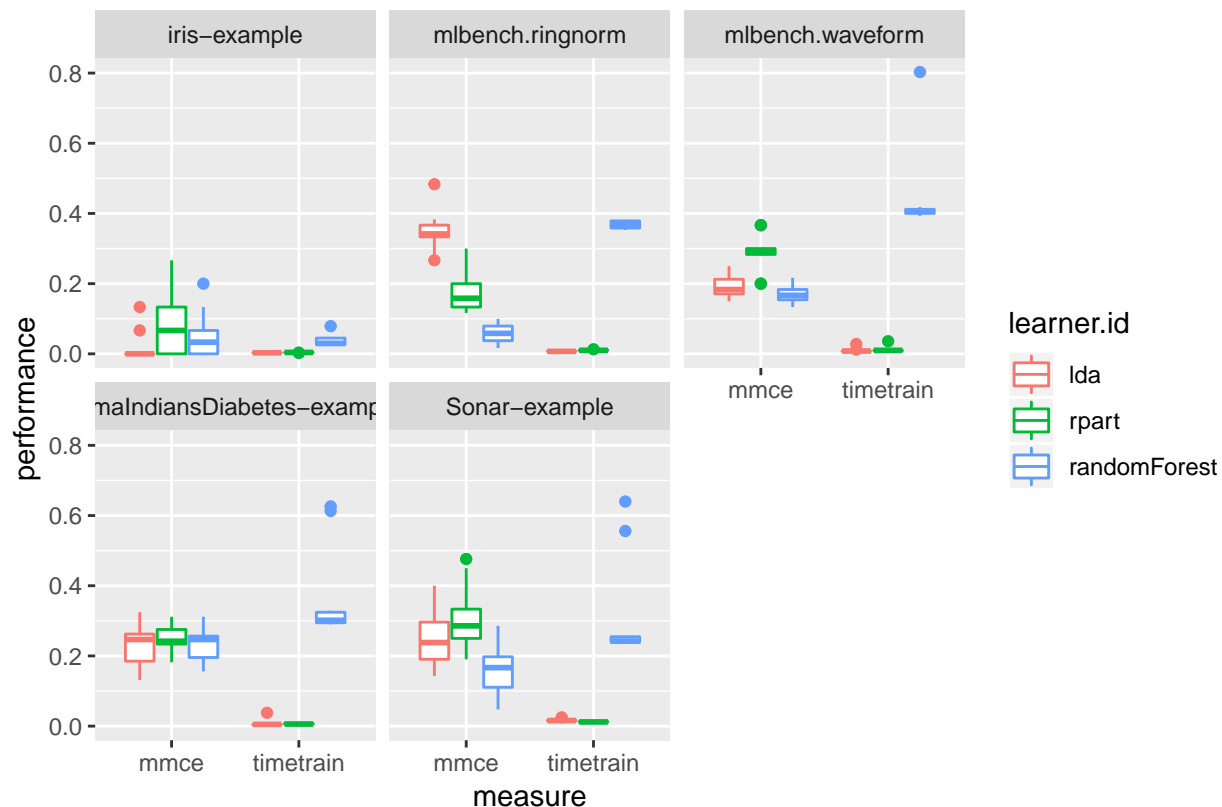 iris−example
mlbench.ringnorm
mlbench.waveform
0.8
0.6
0.4
0.2
0.0
mmce
timetrain
maIndiansDiabetes−examp
Sonar−example
0.8
0.6
0.4
0.2
0.0
mmce
timetrain
mmce
timetrain
performance
measure
learner.id
lda
rpart
randomForest